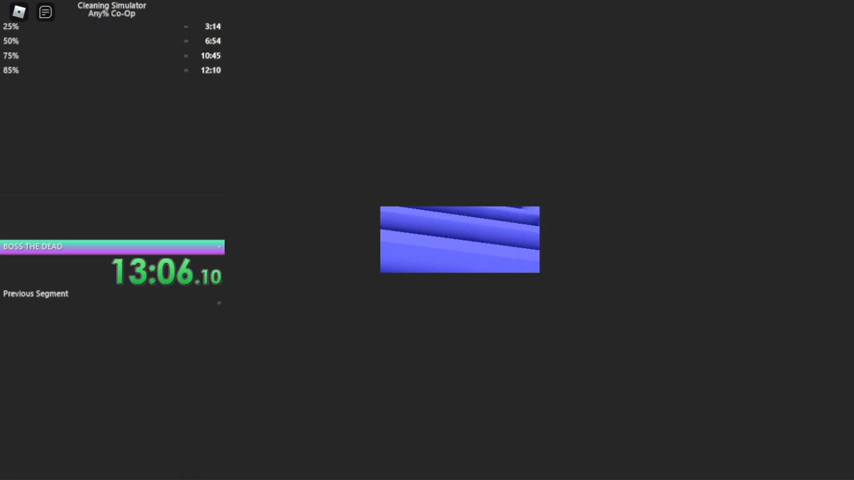 Cleaning Simulator
Any% Co-Op
25% - 3:14
50% - 6:54
75% - 10:45
85% - 12:10
BOSS THE DEAD -
13:06.10
Previous Segment
-